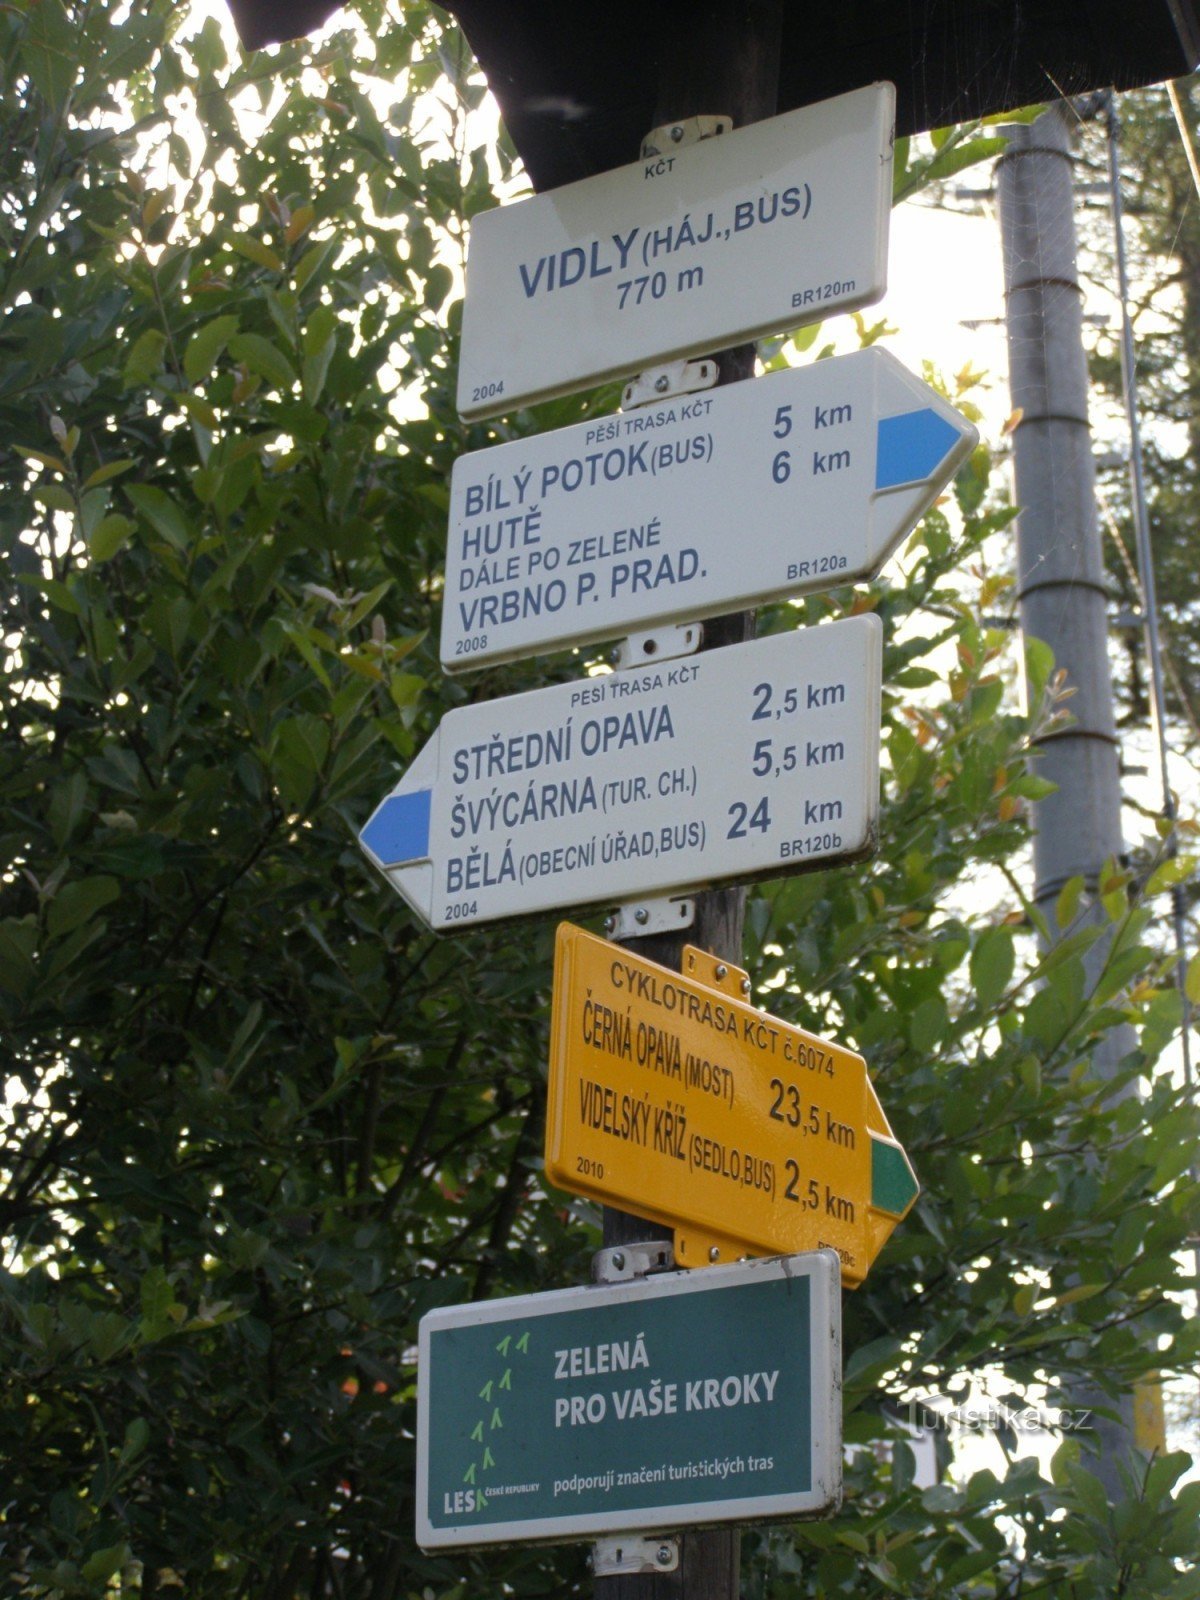 KČT
VIDLY (HÁJ.,BUS)
770 m
BR120m
2004
PĚŠÍ TRASA KČT
BÍLÝ POTOK (BUS) 5 km
HUTĚ 6 km
DÁLE PO ZELENÉ
VRBNO P. PRAD.
BR120a
2008
PĚŠÍ TRASA KČT
STŘEDNÍ OPAVA 2,5 km
ŠVÝCÁRNA (TUR. CH.) 5,5 km
BĚLÁ (OBECNÍ ÚŘAD,BUS) 24 km
BR120b
2004
CYKLOTRASA KČT č.6074
ČERNÁ OPAVA (MOST) 23,5 km
VIDELSKÝ KŘÍŽ (SEDLO,BUS) 2,5 km
2010
BR120c
ZELENÁ
PRO VAŠE KROKY
LESY ČESKÉ REPUBLIKY
podporují značení turistických tras
Turistika.cz